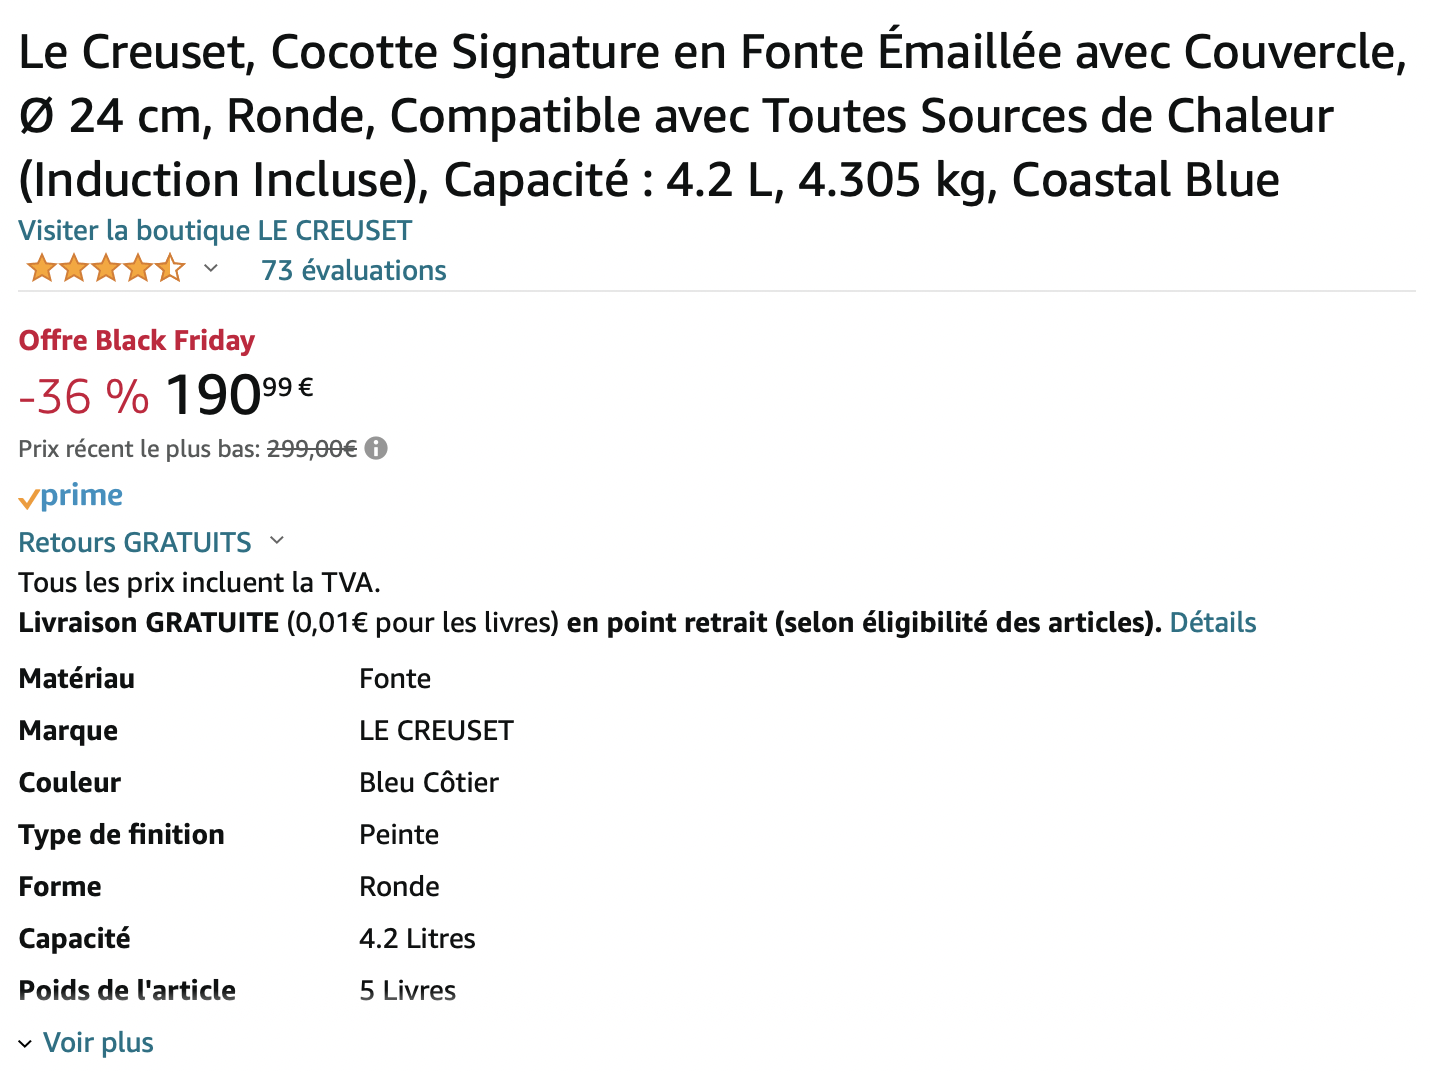 Le Creuset, Cocotte Signature en Fonte Émaillée avec Couvercle,
Ø 24 cm, Ronde, Compatible avec Toutes Sources de Chaleur
(Induction Incluse), Capacité : 4.2 L, 4.305 kg, Coastal Blue
Visiter la boutique LE CREUSET
73 évaluations
Offre Black Friday
-36 % 190,99 €
Prix récent le plus bas: 299,00€
prime
Retours GRATUITS
Tous les prix incluent la TVA.
Livraison GRATUITE (0,01€ pour les livres) en point retrait (selon éligibilité des articles). Détails
Matériau Fonte
Marque LE CREUSET
Couleur Bleu Côtier
Type de finition Peinte
Forme Ronde
Capacité 4.2 Litres
Poids de l'article 5 Livres
Voir plus